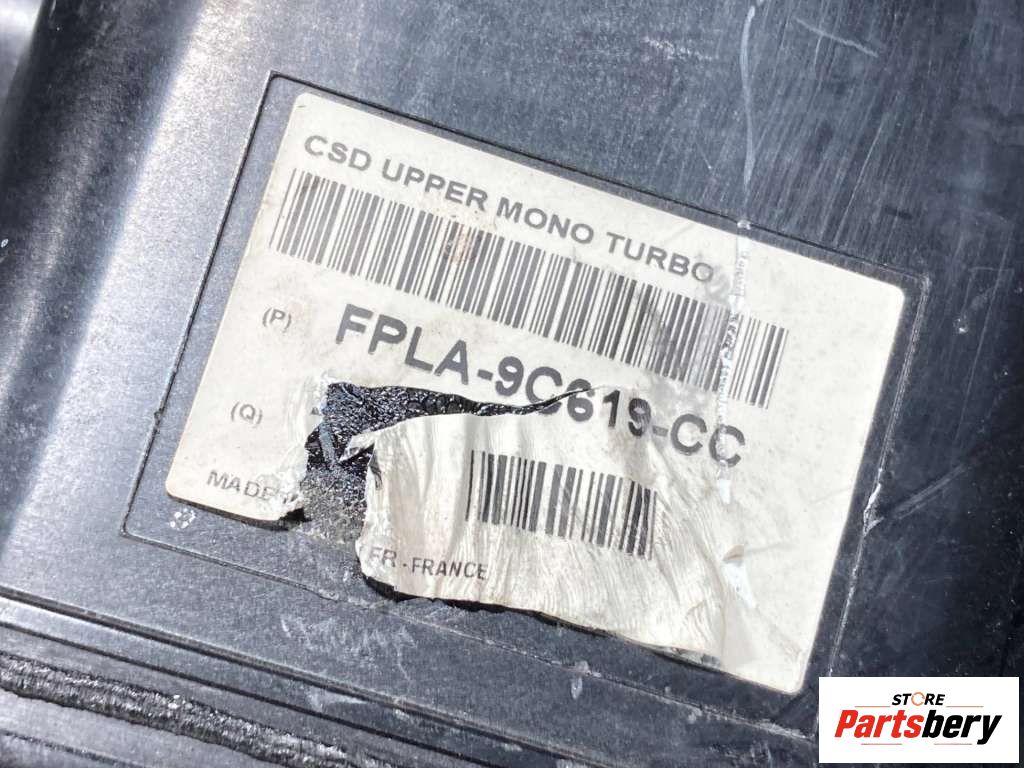 CSD UPPER MONO TURBO
(P)
FPLA-9C619-CC
(Q)
MADE
FR - FRANCE
STORE
Partsbery